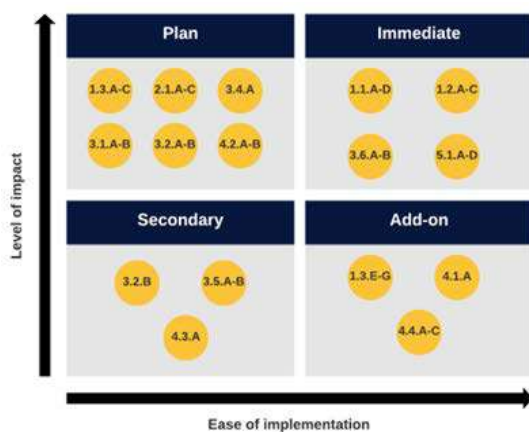 Plan
Immediate
1.3.A-C 2.1.A-C 3.4.A
1.1.A-D 1.2.A-C
3.1.A-B 3.2.A-B 4.2.A-B
3.6.A-B 5.1.A-D
Secondary
Add-on
3.2.B 3.5.A-B
4.3.A
1.3.E-G 4.1.A
4.4.A-C
Level of impact
Ease of implementation